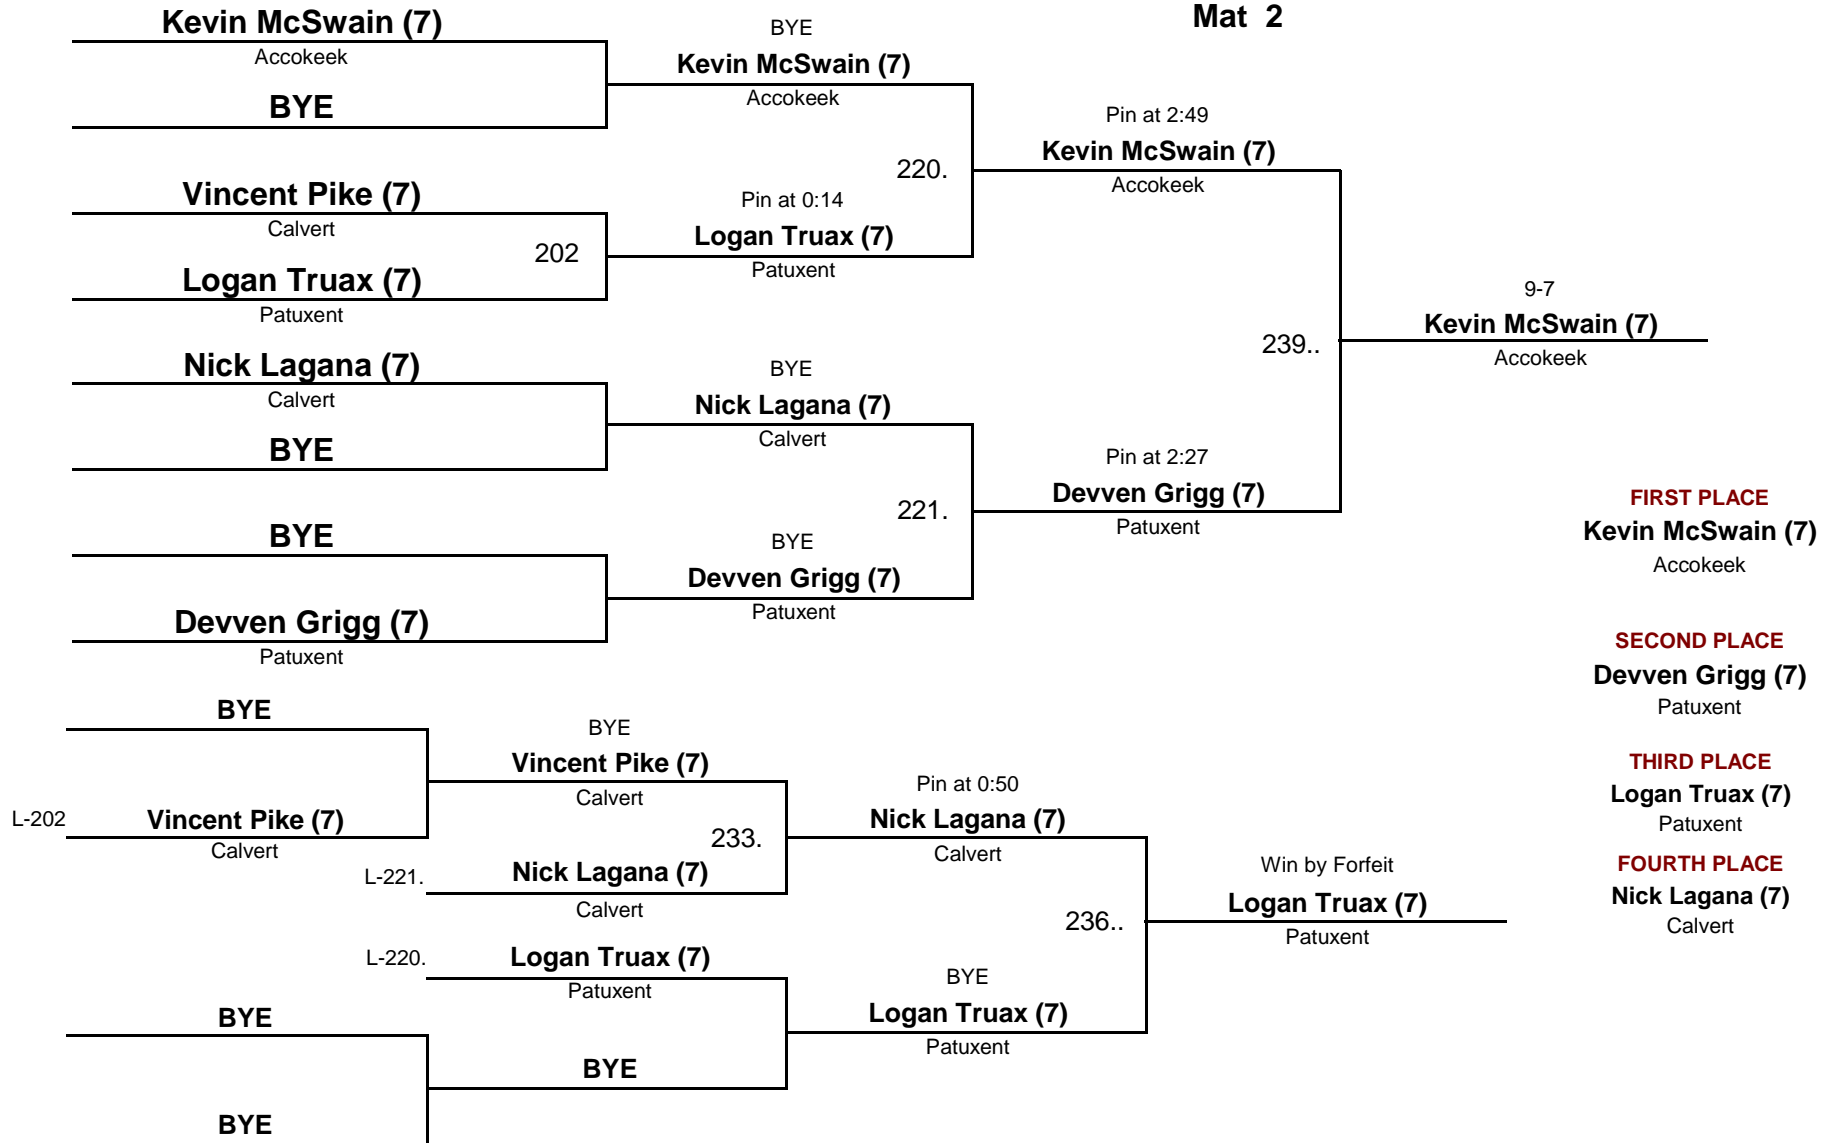 Mat 2
Kevin McSwain (7)
Accokeek
BYE
BYE
Kevin McSwain (7)
Accokeek
Vincent Pike (7)
Calvert
202
Logan Truax (7)
Patuxent
Pin at 0:14
Logan Truax (7)
Patuxent
220.
Pin at 2:49
Kevin McSwain (7)
Accokeek
Nick Lagana (7)
Calvert
BYE
BYE
Nick Lagana (7)
Calvert
BYE
Devven Grigg (7)
Patuxent
BYE
Devven Grigg (7)
Patuxent
221.
Pin at 2:27
Devven Grigg (7)
Patuxent
239..
9-7
Kevin McSwain (7)
Accokeek
FIRST PLACE
Kevin McSwain (7)
Accokeek
SECOND PLACE
Devven Grigg (7)
Patuxent
THIRD PLACE
Logan Truax (7)
Patuxent
FOURTH PLACE
Nick Lagana (7)
Calvert
BYE
L-202
Vincent Pike (7)
Calvert
BYE
Vincent Pike (7)
Calvert
233.
L-221.
Nick Lagana (7)
Calvert
Pin at 0:50
Nick Lagana (7)
Calvert
L-220.
Logan Truax (7)
Patuxent
BYE
BYE
BYE
BYE
Logan Truax (7)
Patuxent
236..
Win by Forfeit
Logan Truax (7)
Patuxent